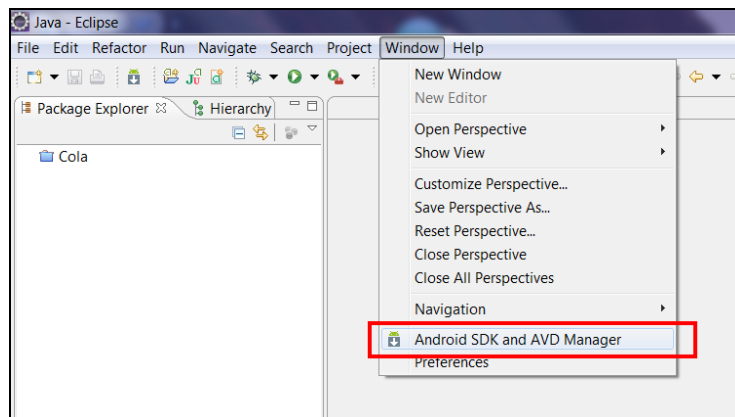 Java - Eclipse
File Edit Refactor Run Navigate Search Project Window Help
Package Explorer Hierarchy
Cola
New Window
New Editor
Open Perspective
Show View
Customize Perspective...
Save Perspective As...
Reset Perspective...
Close Perspective
Close All Perspectives
Navigation
Android SDK and AVD Manager
Preferences